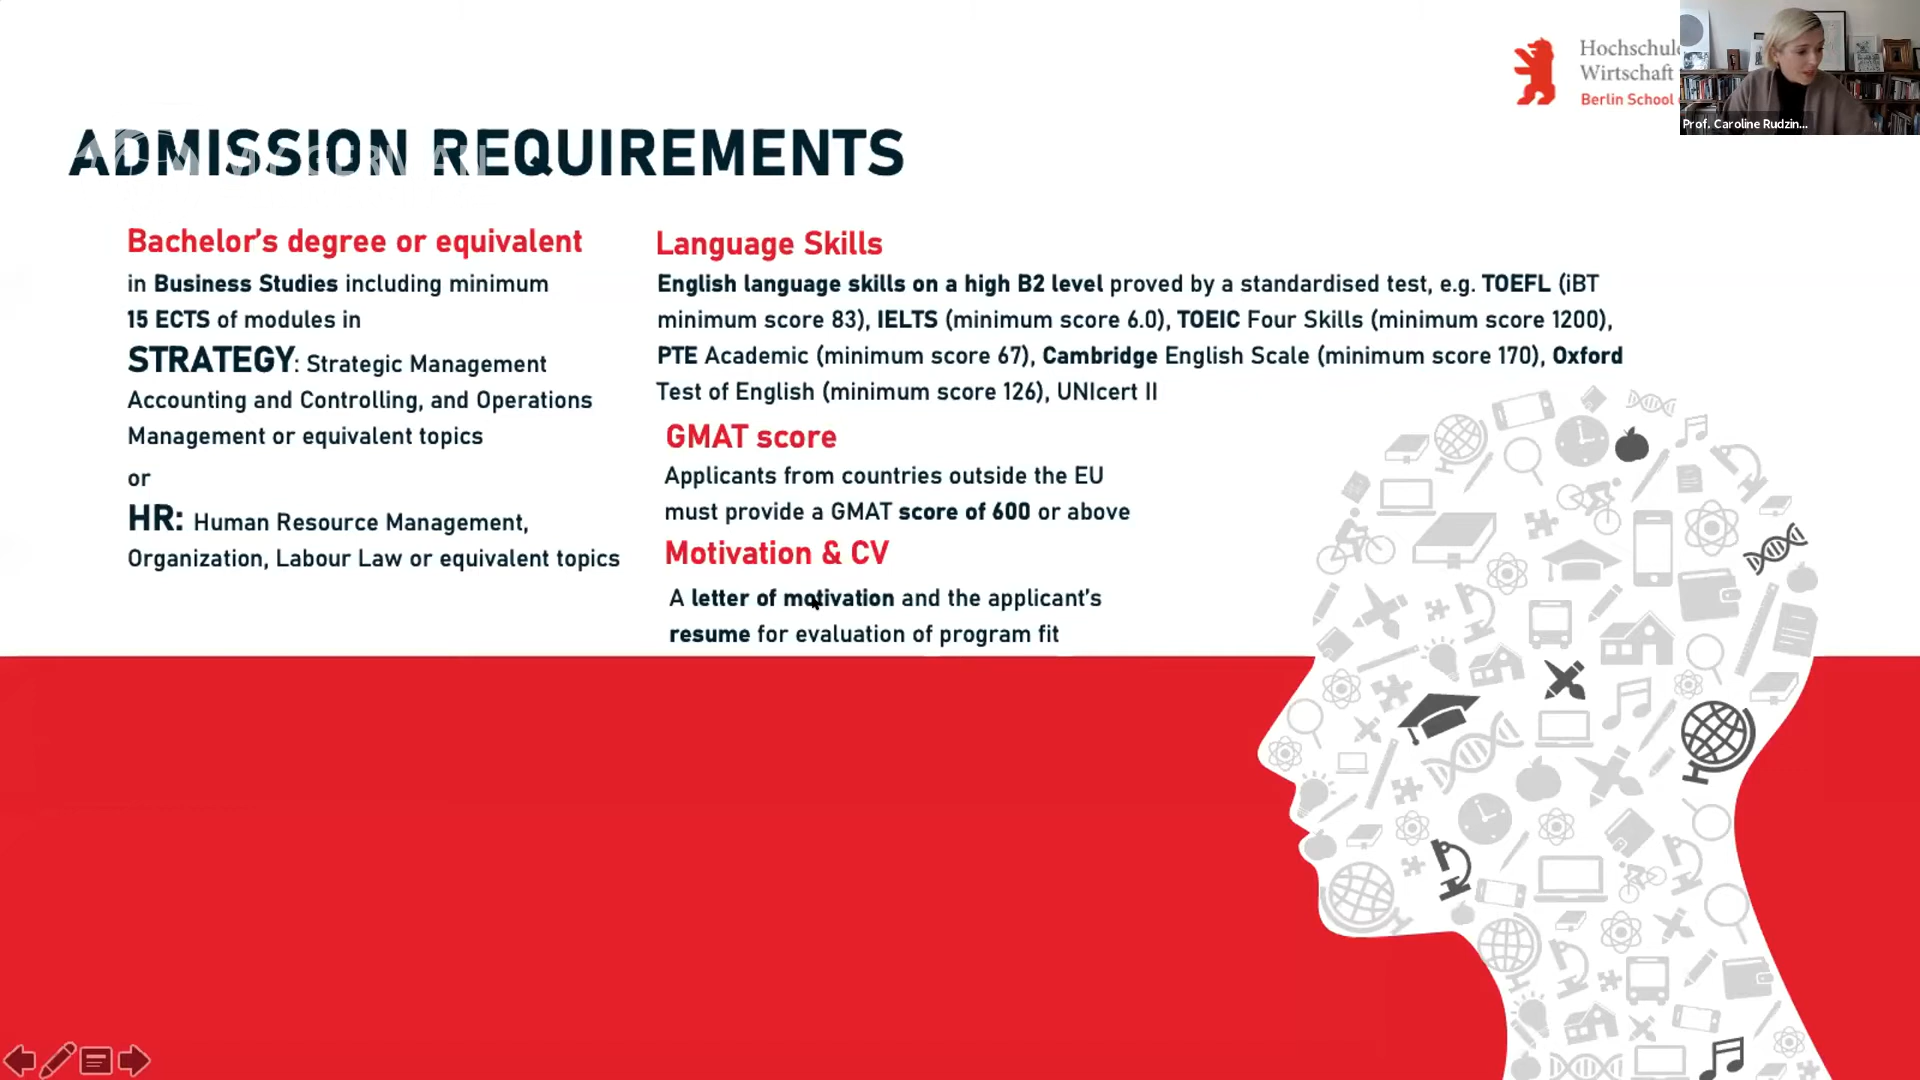 Hochschule
Wirtschaft
Berlin School
Prof. Caroline Rudzin...
ADMISSION REQUIREMENTS
MY GERMAN
Bachelor's degree or equivalent
in Business Studies including minimum
15 ECTS of modules in
STRATEGY: Strategic Management
Accounting and Controlling, and Operations
Management or equivalent topics
or
HR: Human Resource Management,
Organization, Labour Law or equivalent topics
Language Skills
English language skills on a high B2 level proved by a standardised test, e.g. TOEFL (iBT
minimum score 83), IELTS (minimum score 6.0), TOEIC Four Skills (minimum score 1200),
PTE Academic (minimum score 67), Cambridge English Scale (minimum score 170), Oxford
Test of English (minimum score 126), UNIcert II
GMAT score
Applicants from countries outside the EU
must provide a GMAT score of 600 or above
Motivation & CV
A letter of motivation and the applicant's
resume for evaluation of program fit